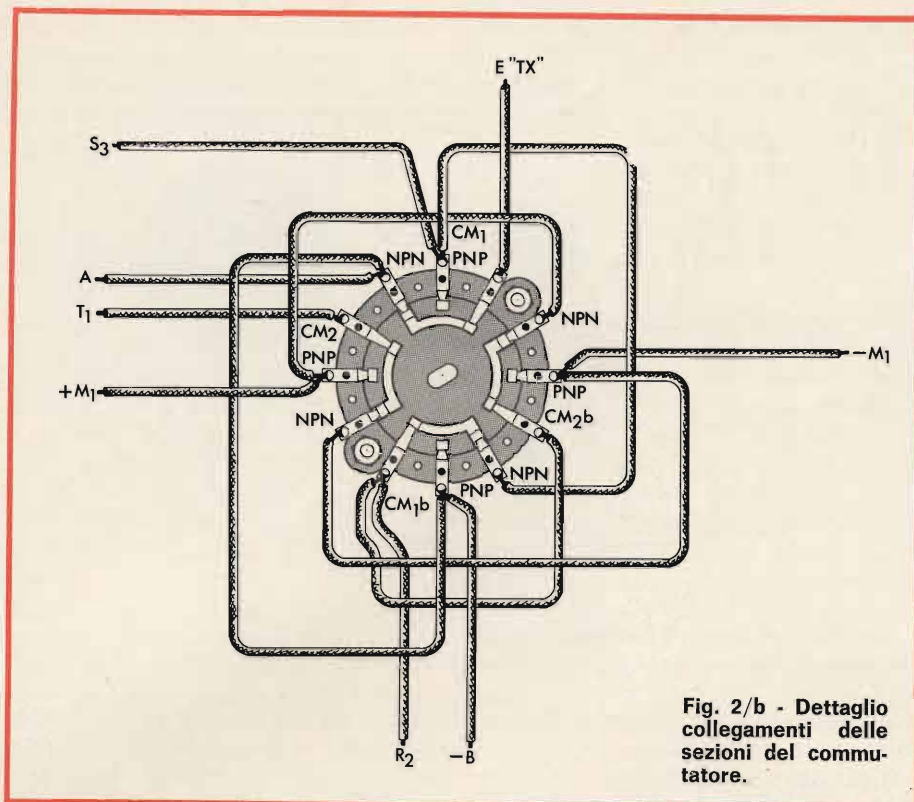 E "TX"
S3
CM1
NPN
PNP
A
T1
CM2
NPN
PNP
-M1
+M1
PNP
NPN
CM2b
NPN
PNP
CM1b
R2
-B
Fig. 2/b - Dettaglio
collegamenti delle
sezioni del commu-
tatore.